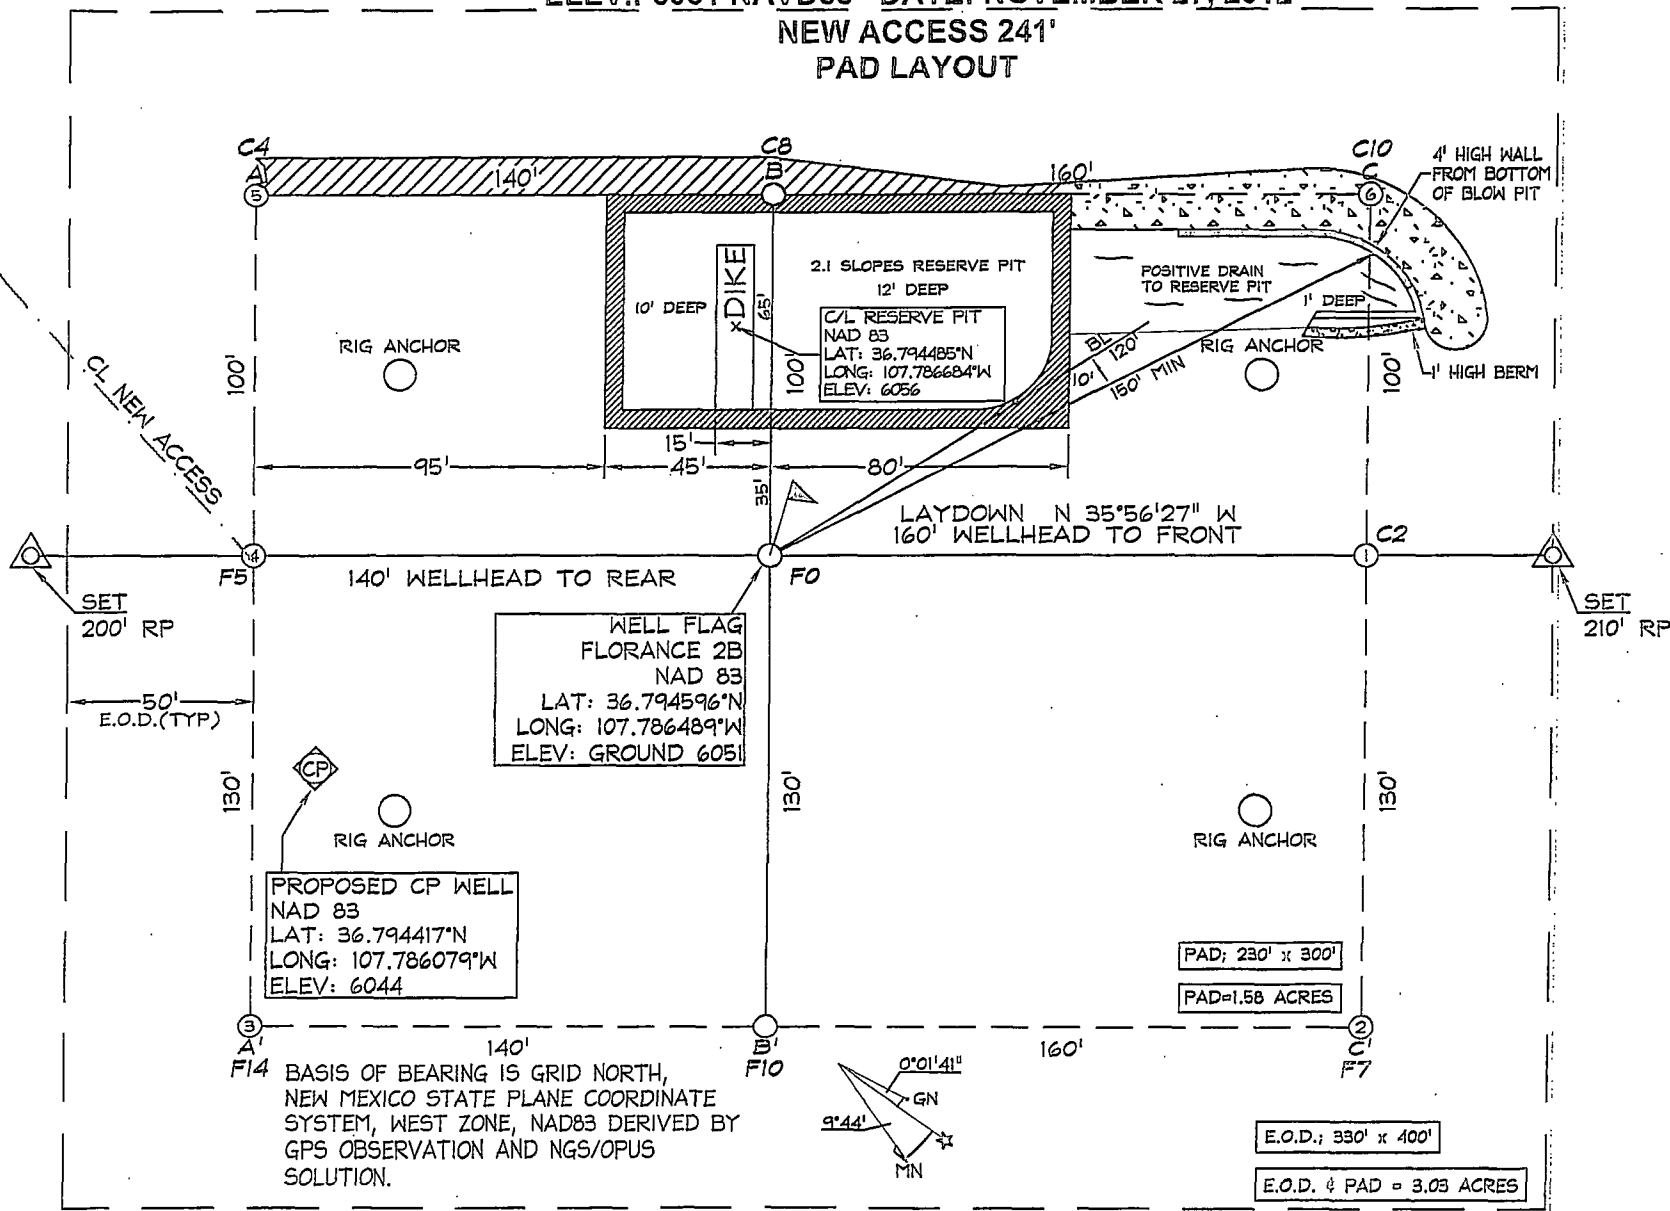 NEW ACCESS 241'
PAD LAYOUT
C4
C8
C10
A
B
C
140'
160'
5
6
4' HIGH WALL
FROM BOTTOM
OF BLOW PIT
DIKE
65'
2.1 SLOPES RESERVE PIT
12' DEEP
10' DEEP
POSITIVE DRAIN
TO RESERVE PIT
1' DEEP
C/L RESERVE PIT
NAD 83
LAT: 36.794485°N
LONG: 107.786684°W
ELEV: 6056
RIG ANCHOR
RIG ANCHOR
100'
100'
100'
10'
120'
150' MIN
1' HIGH BERM
CL NEW ACCESS
15'
95'
45'
80'
35'
LAYDOWN N 35°56'27" W
160' WELLHEAD TO FRONT
C2
4
1
F5
140' WELLHEAD TO REAR
F0
SET
200' RP
SET
210' RP
WELL FLAG
FLORANCE 2B
NAD 83
LAT: 36.794596°N
LONG: 107.786489°W
ELEV: GROUND 6051
50'
E.O.D.(TYP)
CP
130'
130'
130'
RIG ANCHOR
RIG ANCHOR
PROPOSED CP WELL
NAD 83
LAT: 36.794417°N
LONG: 107.786079°W
ELEV: 6044
PAD; 230' x 300'
PAD=1.58 ACRES
3
2
A'
140'
B'
160'
C'
F14
F10
F7
BASIS OF BEARING IS GRID NORTH,
NEW MEXICO STATE PLANE COORDINATE
SYSTEM, WEST ZONE, NAD83 DERIVED BY
GPS OBSERVATION AND NGS/OPUS
SOLUTION.
0°01'41"
GN
9°44'
MN
E.O.D.; 330' x 400'
E.O.D. & PAD = 3.03 ACRES